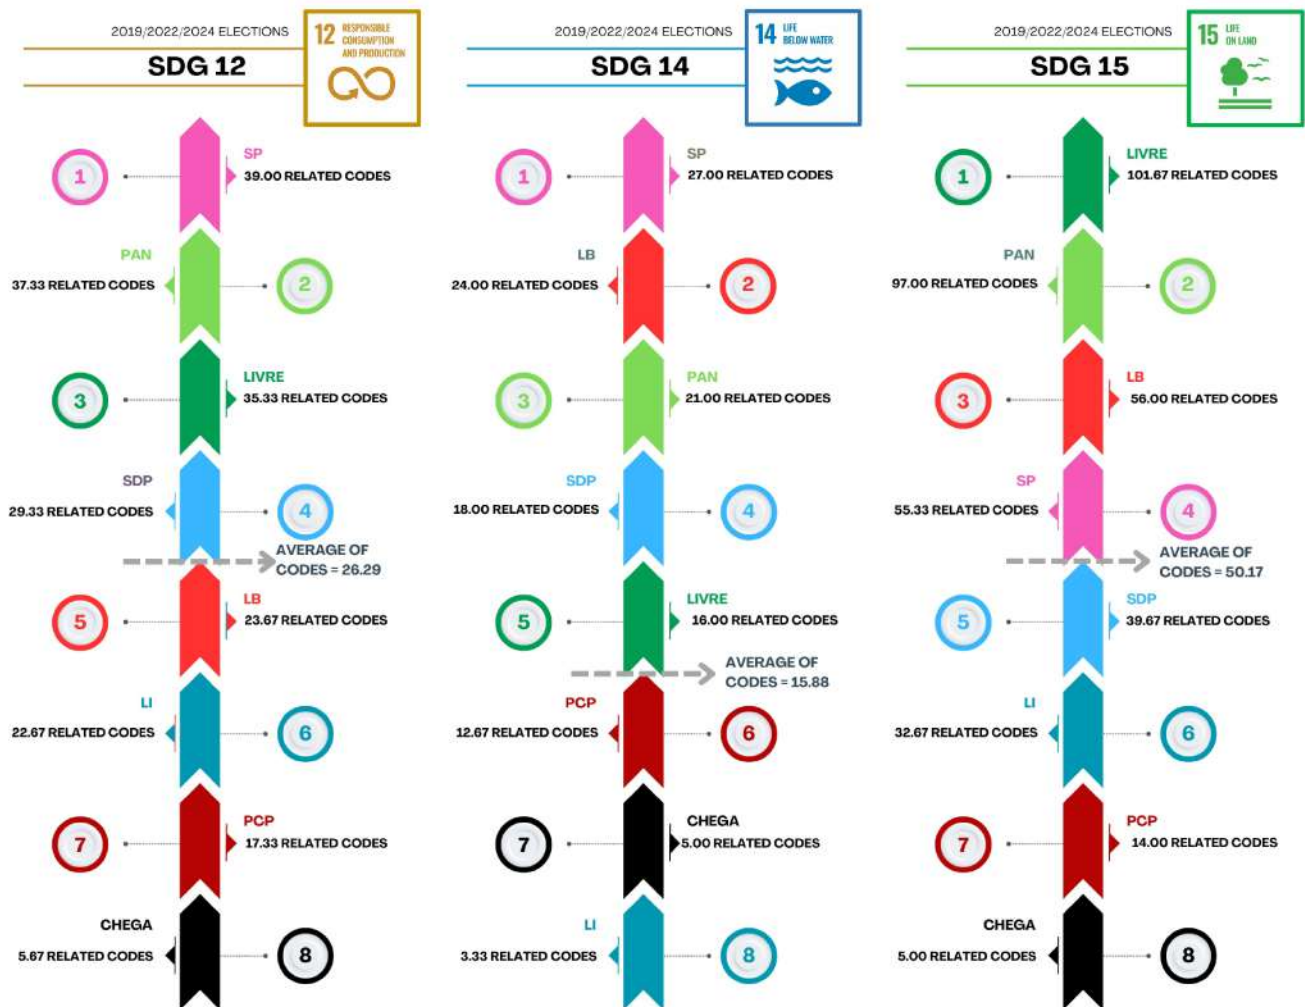 2019/2022/2024 ELECTIONS
SDG 12
12 RESPONSIBLE
CONSUMPTION
AND PRODUCTION
1
SP
39.00 RELATED CODES
PAN
37.33 RELATED CODES
2
3
LIVRE
35.33 RELATED CODES
SDP
29.33 RELATED CODES
4
AVERAGE OF
CODES = 26.29
5
LB
23.67 RELATED CODES
LI
22.67 RELATED CODES
6
7
PCP
17.33 RELATED CODES
CHEGA
5.67 RELATED CODES
8
2019/2022/2024 ELECTIONS
SDG 14
14 LIFE
BELOW WATER
1
SP
27.00 RELATED CODES
LB
24.00 RELATED CODES
2
3
PAN
21.00 RELATED CODES
SDP
18.00 RELATED CODES
4
5
LIVRE
16.00 RELATED CODES
AVERAGE OF
CODES = 15.88
PCP
12.67 RELATED CODES
6
7
CHEGA
5.00 RELATED CODES
LI
3.33 RELATED CODES
8
2019/2022/2024 ELECTIONS
SDG 15
15 LIFE
ON LAND
1
LIVRE
101.67 RELATED CODES
PAN
97.00 RELATED CODES
2
3
LB
56.00 RELATED CODES
SP
55.33 RELATED CODES
4
AVERAGE OF
CODES = 50.17
5
SDP
39.67 RELATED CODES
LI
32.67 RELATED CODES
6
7
PCP
14.00 RELATED CODES
CHEGA
5.00 RELATED CODES
8